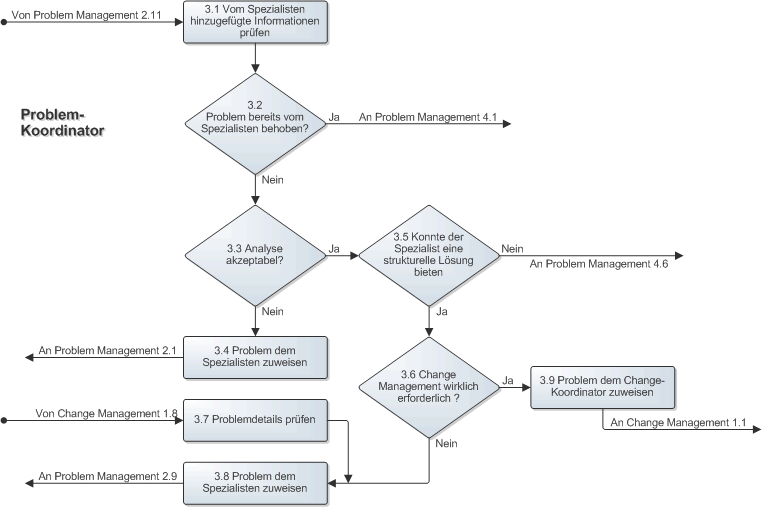 Von Problem Management 2.11
3.1 Vom Spezialisten
hinzugefügte Informationen
prüfen
Problem-
Koordinator
3.2
Problem bereits vom
Spezialisten behoben?
Ja
An Problem Management 4.1
Nein
3.3 Analyse
akzeptabel?
Ja
3.5 Konnte der
Spezialist eine
strukturelle Lösung
bieten
Nein
An Problem Management 4.6
Nein
Ja
An Problem Management 2.1
3.4 Problem dem
Spezialisten zuweisen
3.6 Change
Management wirklich
erforderlich ?
Ja
3.9 Problem dem Change-
Koordinator zuweisen
An Change Management 1.1
Von Change Management 1.8
3.7 Problemdetails prüfen
Nein
An Problem Management 2.9
3.8 Problem dem
Spezialisten zuweisen